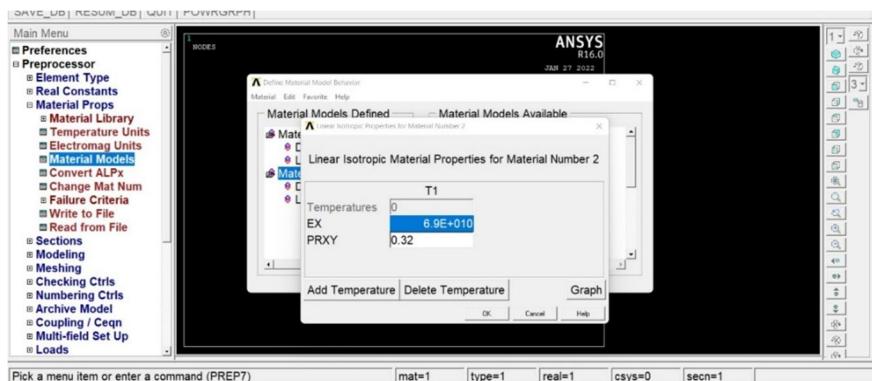 SAVE_DB RESUM_DB QUIT POWRGRPH
Main Menu
Preferences
Preprocessor
Element Type
Real Constants
Material Props
Material Library
Temperature Units
Electromag Units
Material Models
Convert ALPx
Change Mat Num
Failure Criteria
Write to File
Read from File
Sections
Modeling
Meshing
Checking Ctrls
Numbering Ctrls
Archive Model
Coupling / Ceqn
Multi-field Set Up
Loads
1
NODES
ANSYS
R16.0
JAN 27 2022
Define Material Model Behavior
Material Edit Favorite Help
Material Models Defined
Material Models Available
Mate
D
L
Mate
D
L
Linear Isotropic Properties for Material Number 2
Linear Isotropic Material Properties for Material Number 2
T1
Temperatures 0
EX 6.9E+010
PRXY 0.32
Add Temperature Delete Temperature Graph
OK Cancel Help
1
3
Pick a menu item or enter a command (PREP7) mat=1 type=1 real=1 csys=0 secn=1